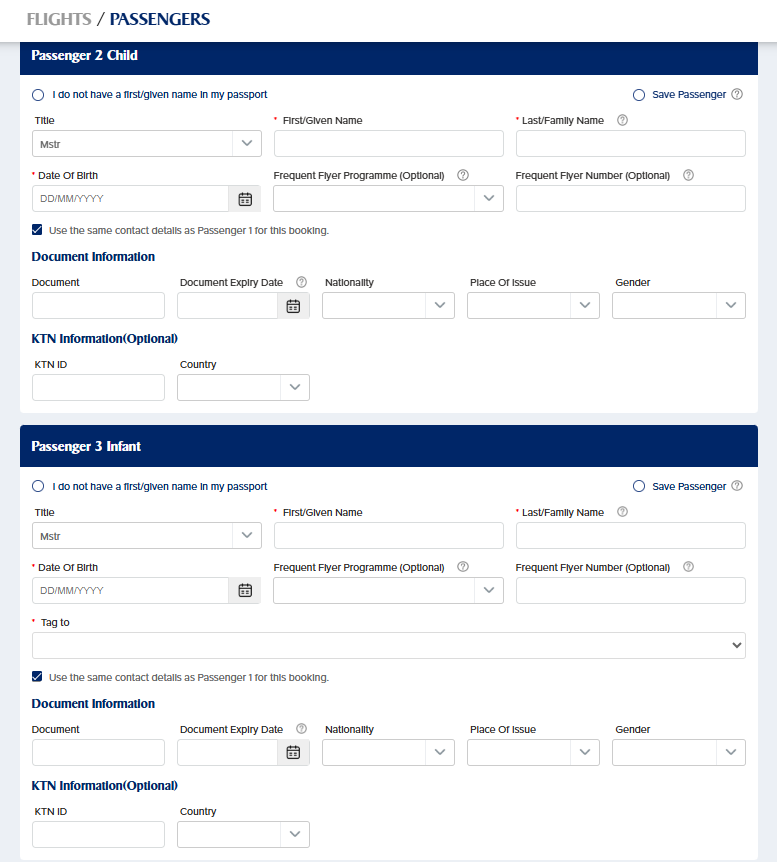 FLIGHTS / PASSENGERS
Passenger 2 Child
I do not have a first/given name in my passport Save Passenger
Title * First/Given Name * Last/Family Name
Mstr
* Date Of Birth Frequent Flyer Programme (Optional) Frequent Flyer Number (Optional)
DD/MM/YYYY
Use the same contact details as Passenger 1 for this booking.
Document Information
Document Document Expiry Date Nationality Place Of Issue Gender
KTN Information(Optional)
KTN ID Country
Passenger 3 Infant
I do not have a first/given name in my passport Save Passenger
Title * First/Given Name * Last/Family Name
Mstr
* Date Of Birth Frequent Flyer Programme (Optional) Frequent Flyer Number (Optional)
DD/MM/YYYY
* Tag to
Use the same contact details as Passenger 1 for this booking.
Document Information
Document Document Expiry Date Nationality Place Of Issue Gender
KTN Information(Optional)
KTN ID Country